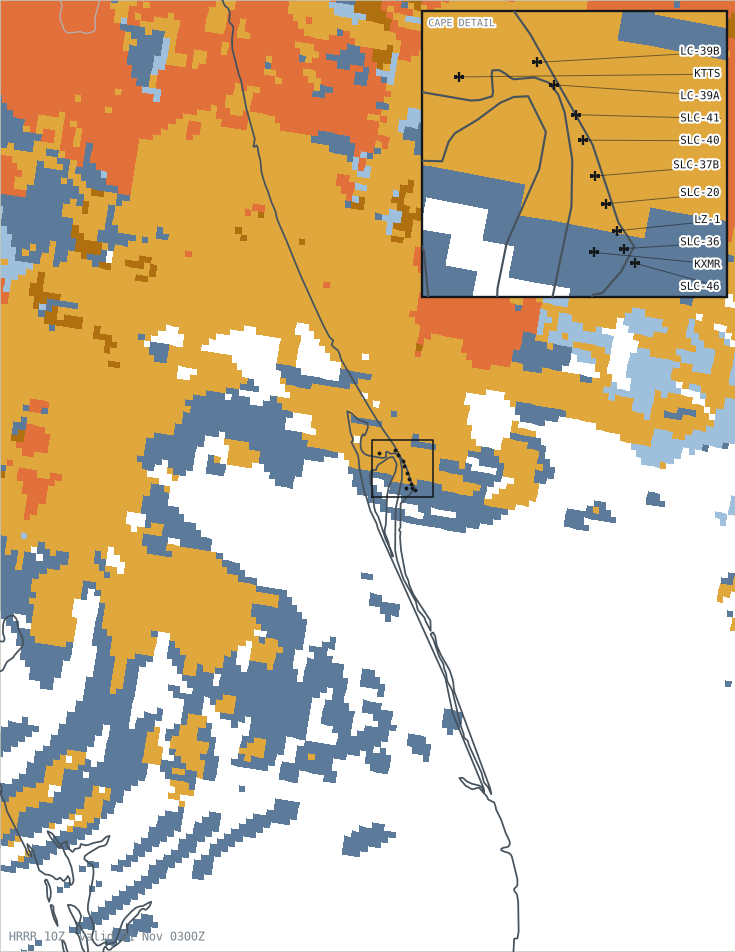 CAPE DETAIL
LC-39B
KTTS
LC-39A
SLC-41
SLC-40
SLC-37B
SLC-20
LZ-1
SLC-36
KXMR
SLC-46
HRRR 10Z Nov 0300Z